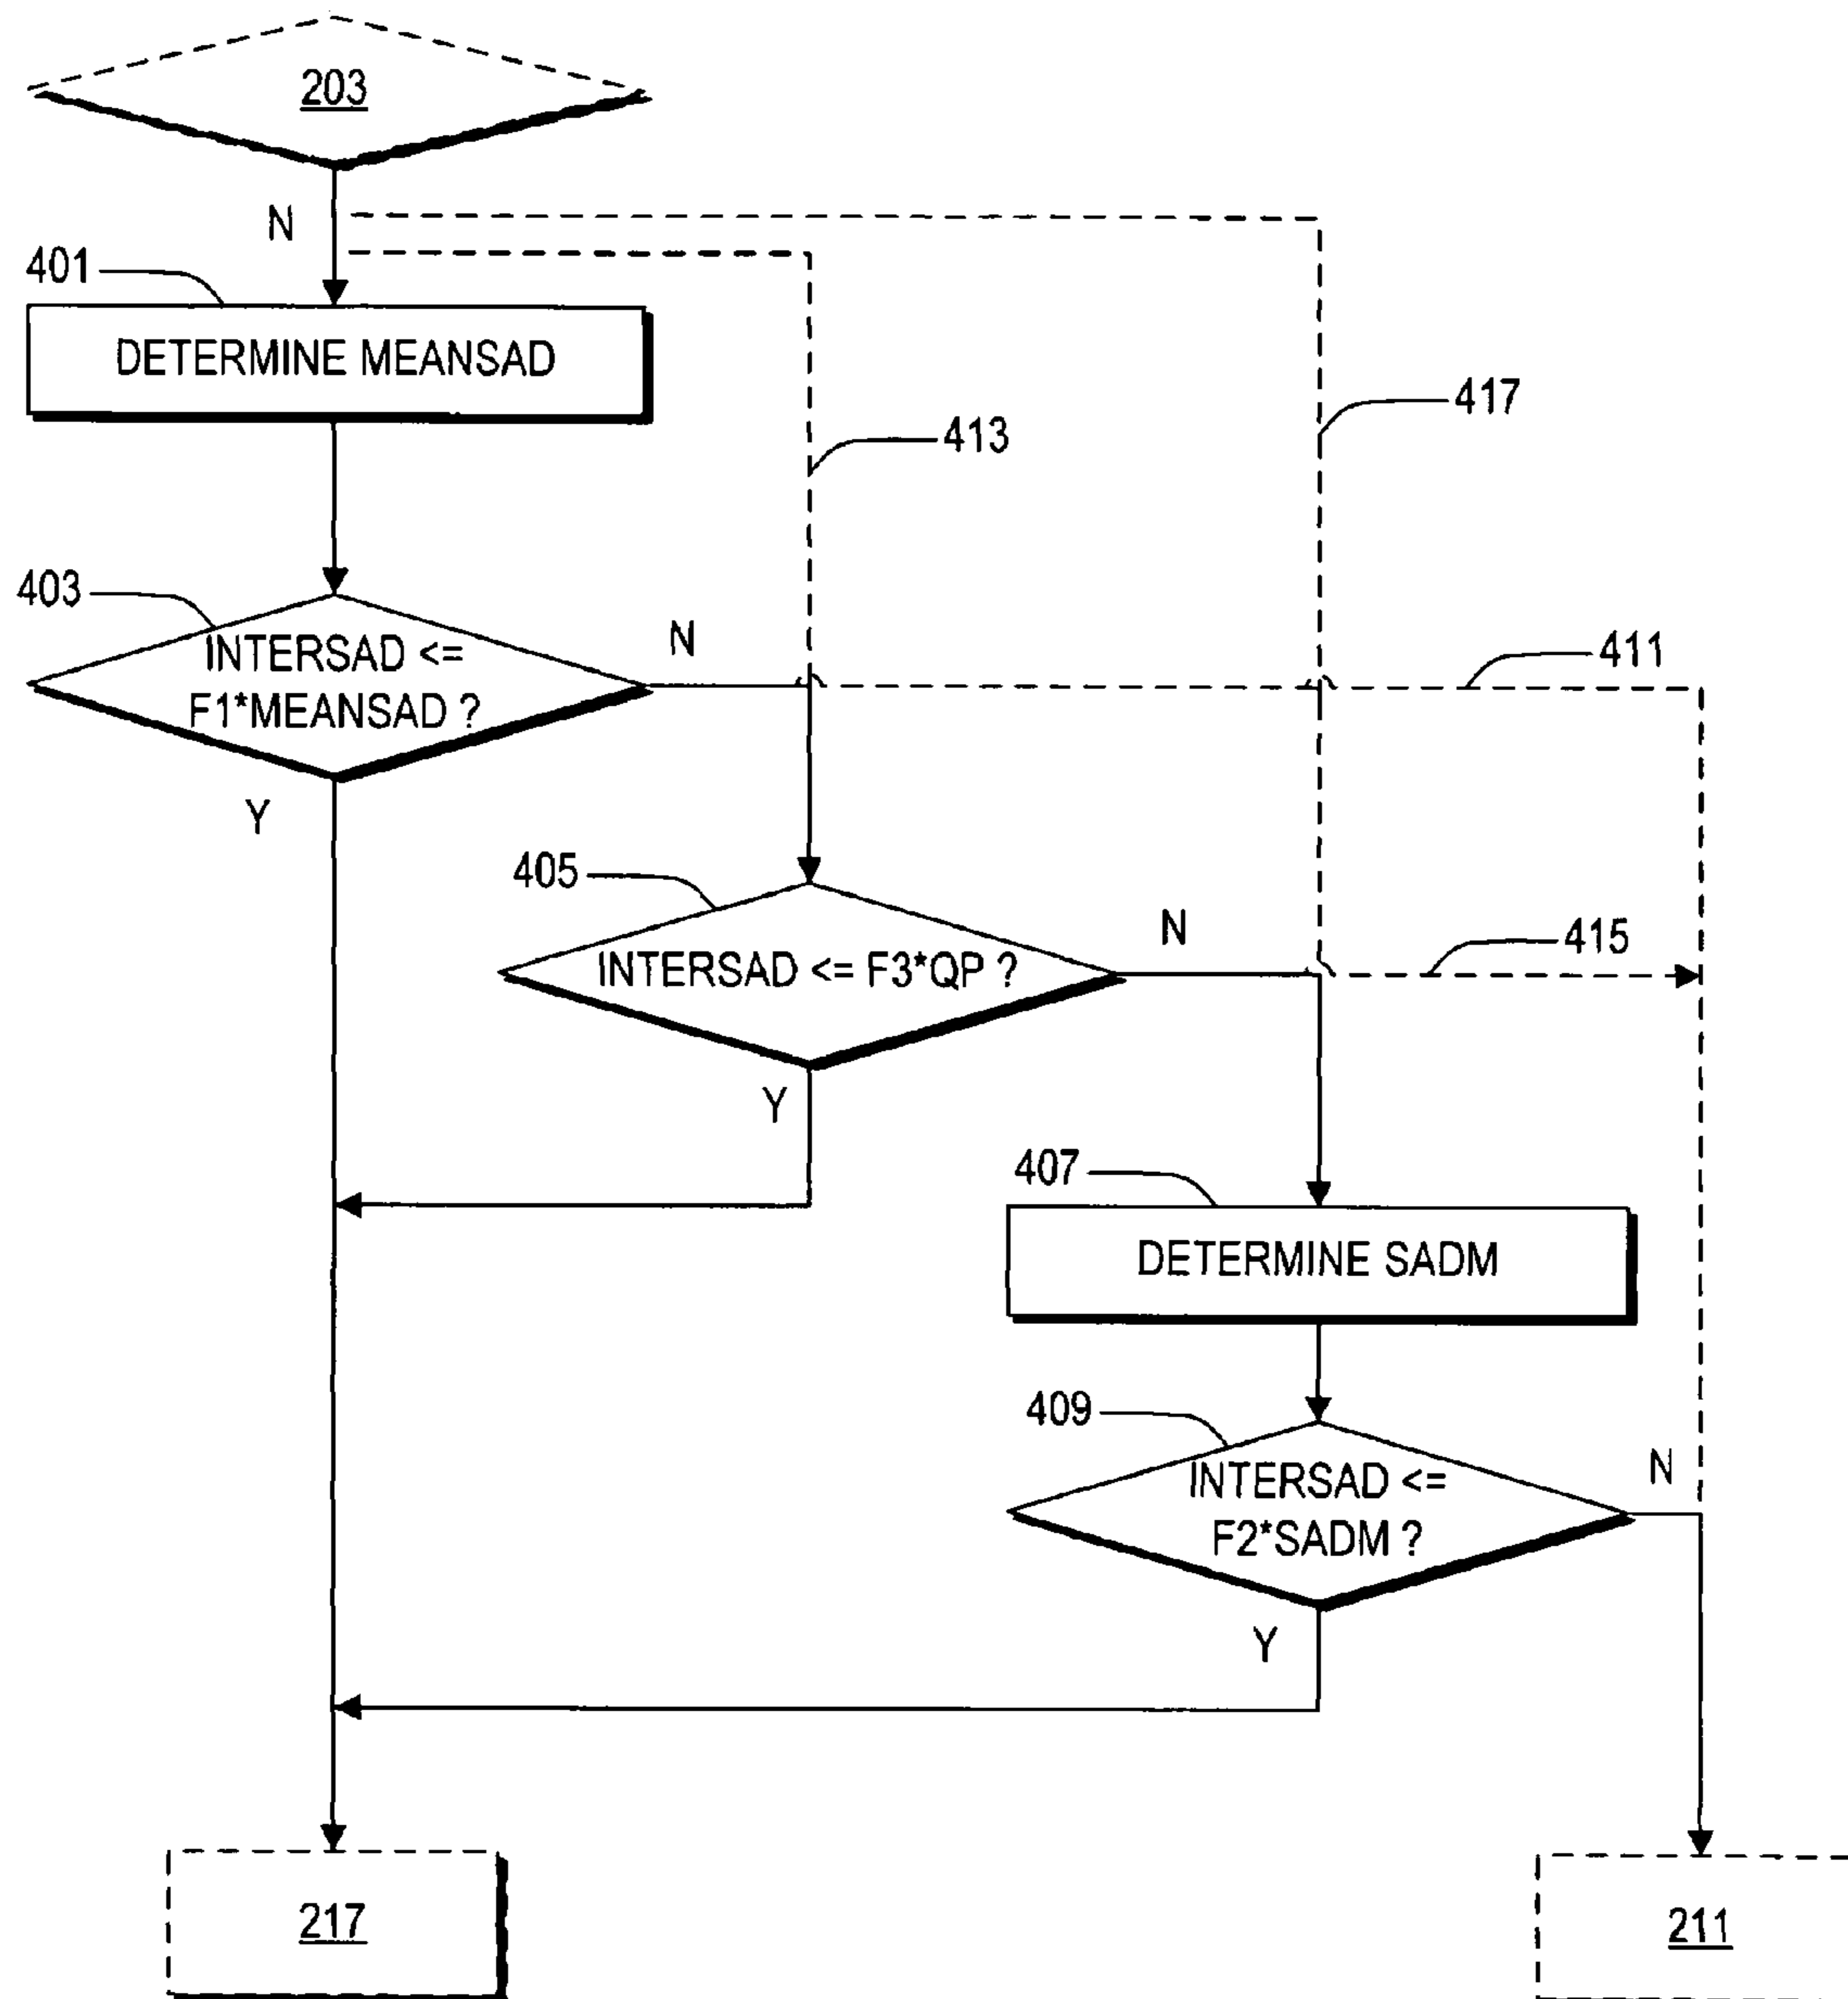 203
N
401
DETERMINE MEANSAD
417
413
403
INTERSAD <=
F1*MEANSAD ?
N
411
Y
405
INTERSAD <= F3*QP ?
N
415
Y
407
DETERMINE SADM
409
INTERSAD <=
F2*SADM ?
N
Y
217
211